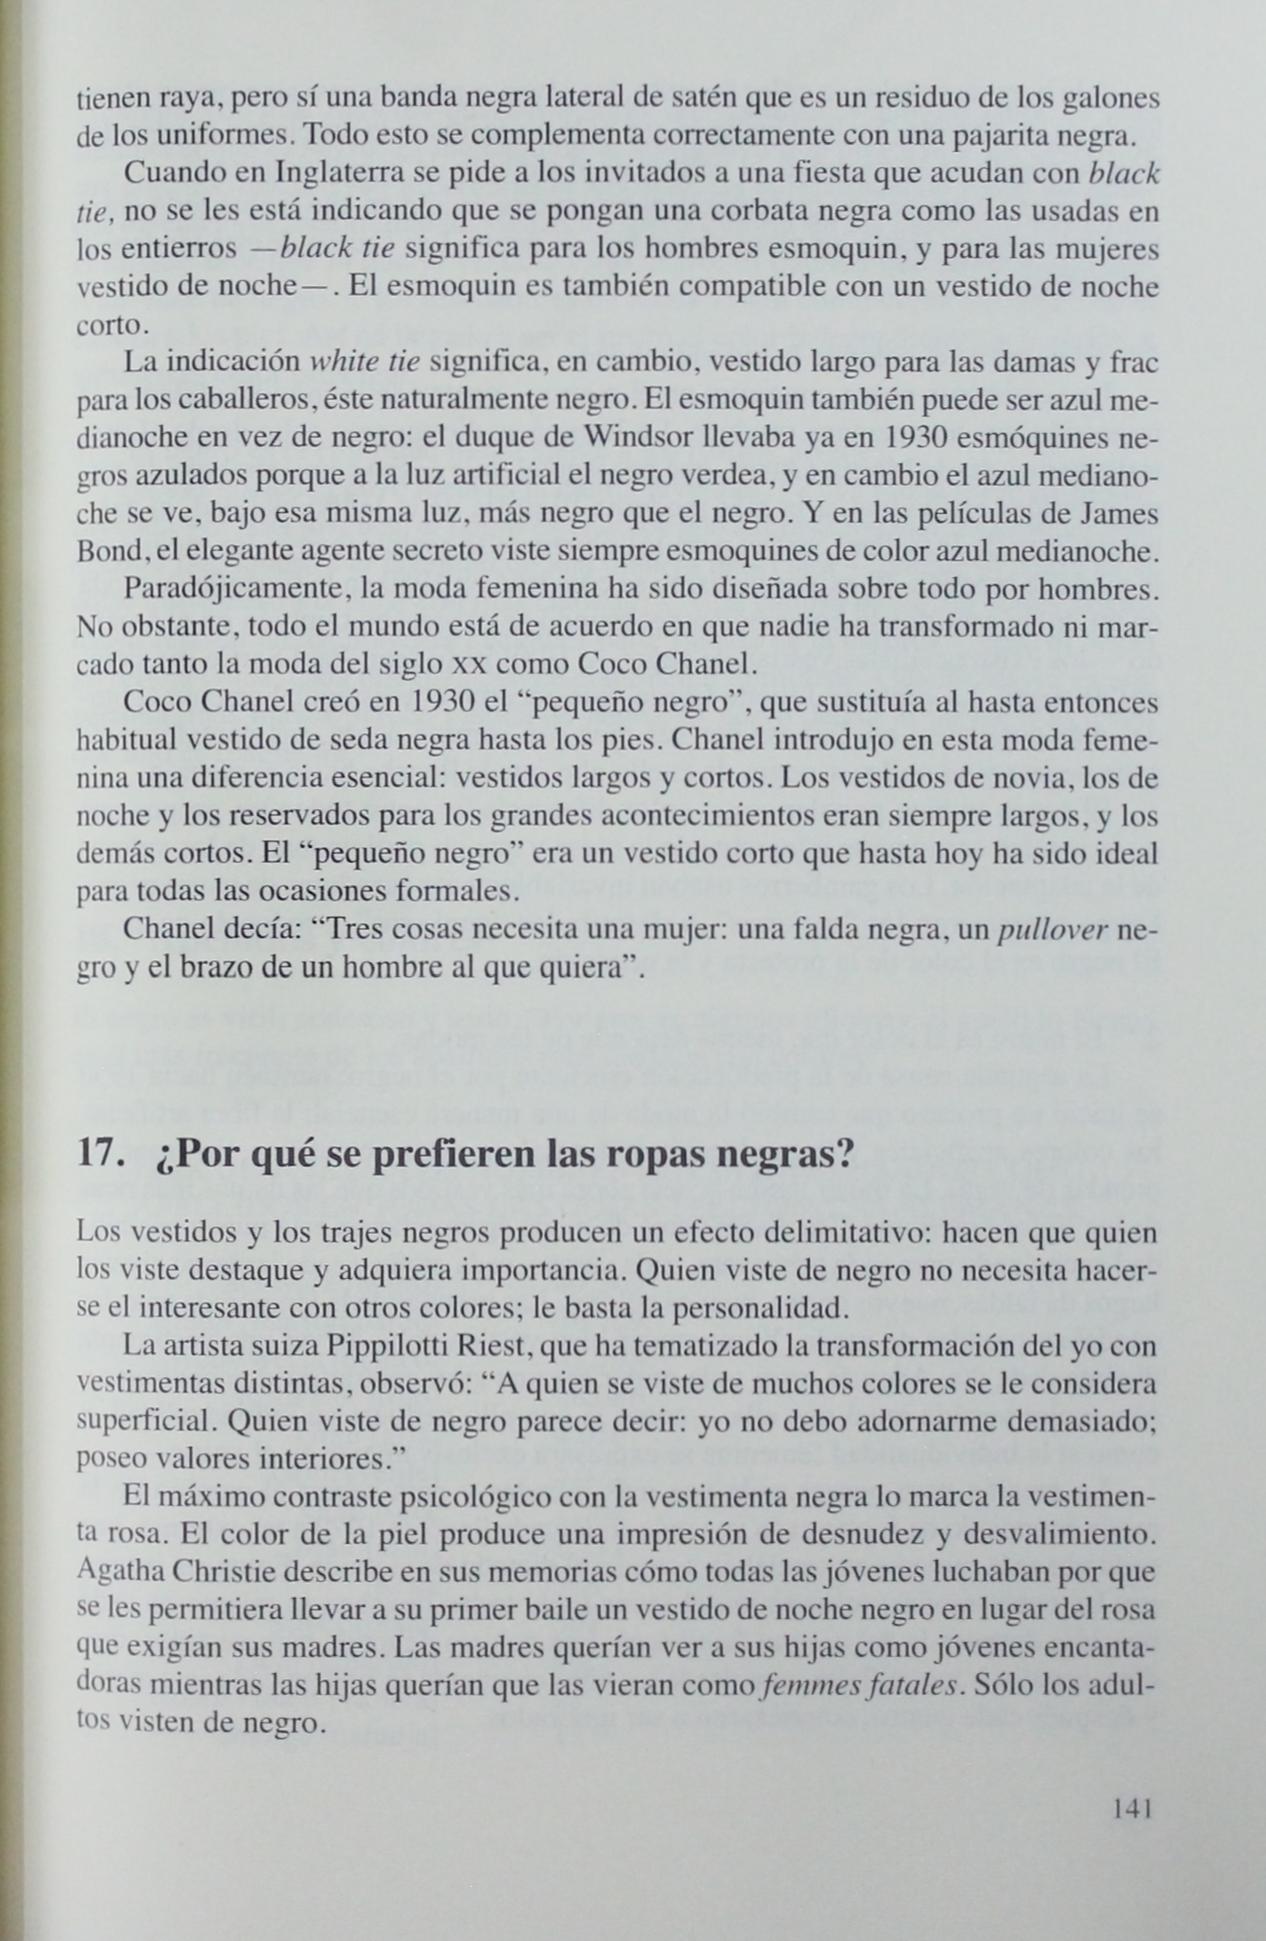 tienen raya, pero sí una banda negra lateral de satén que es un residuo de los galones
de los uniformes. Todo esto se complementa correctamente con una pajarita negra.
Cuando en Inglaterra se pide a los invitados a una fiesta que acudan con black
tie, no se les está indicando que se pongan una corbata negra como las usadas en
los entierros —black tie significa para los hombres esmoquin, y para las mujeres
vestido de noche—. El esmoquin es también compatible con un vestido de noche
corto.
La indicación white tie significa, en cambio, vestido largo para las damas y frac
para los caballeros, éste naturalmente negro. El esmoquin también puede ser azul me-
dianoche en vez de negro: el duque de Windsor llevaba ya en 1930 esmóquines ne-
gros azulados porque a la luz artificial el negro verdea, y en cambio el azul mediano-
che se ve, bajo esa misma luz, más negro que el negro. Y en las películas de James
Bond, el elegante agente secreto viste siempre esmoquines de color azul medianoche.
Paradójicamente, la moda femenina ha sido diseñada sobre todo por hombres.
No obstante, todo el mundo está de acuerdo en que nadie ha transformado ni mar-
cado tanto la moda del siglo XX como Coco Chanel.
Coco Chanel creó en 1930 el “pequeño negro”, que sustituía al hasta entonces
habitual vestido de seda negra hasta los pies. Chanel introdujo en esta moda feme-
nina una diferencia esencial: vestidos largos y cortos. Los vestidos de novia, los de
noche y los reservados para los grandes acontecimientos eran siempre largos, y los
demás cortos. El “pequeño negro” era un vestido corto que hasta hoy ha sido ideal
para todas las ocasiones formales.
Chanel decía: “Tres cosas necesita una mujer: una falda negra, un pullover ne-
gro y el brazo de un hombre al que quiera”.
17. ¿Por qué se prefieren las ropas negras?
Los vestidos y los trajes negros producen un efecto delimitativo: hacen que quien
los viste destaque y adquiera importancia. Quien viste de negro no necesita hacer-
se el interesante con otros colores; le basta la personalidad.
La artista suiza Pippilotti Riest, que ha tematizado la transformación del yo con
vestimentas distintas, observó: “A quien se viste de muchos colores se le considera
superficial. Quien viste de negro parece decir: yo no debo adornarme demasiado;
poseo valores interiores.”
El máximo contraste psicológico con la vestimenta negra lo marca la vestimen-
ta rosa. El color de la piel produce una impresión de desnudez y desvalimiento.
Agatha Christie describe en sus memorias cómo todas las jóvenes luchaban por que
se les permitiera llevar a su primer baile un vestido de noche negro en lugar del rosa
que exigían sus madres. Las madres querían ver a sus hijas como jóvenes encanta-
doras mientras las hijas querían que las vieran como femmes fatales. Sólo los adul-
tos visten de negro.
141